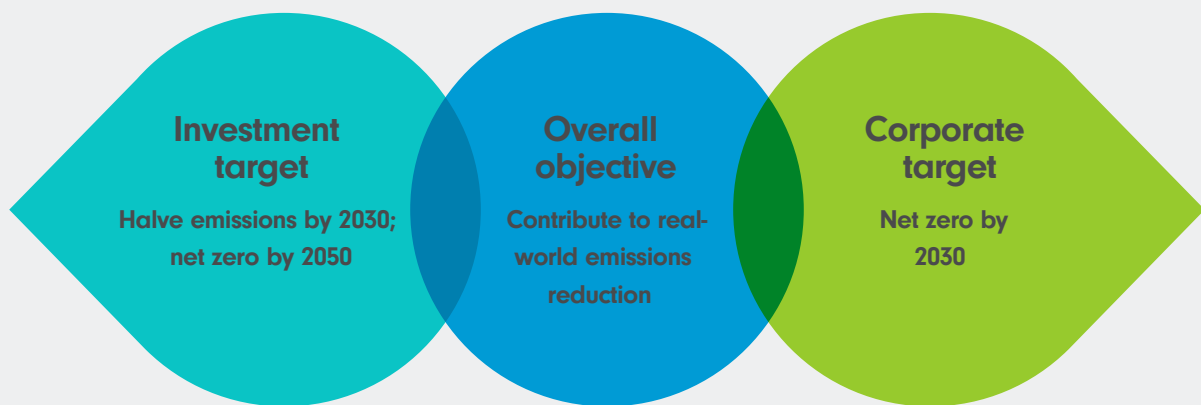 Investment
target
Halve emissions by 2030;
net zero by 2050
Overall
objective
Contribute to real-
world emissions
reduction
Corporate
target
Net zero by
2030